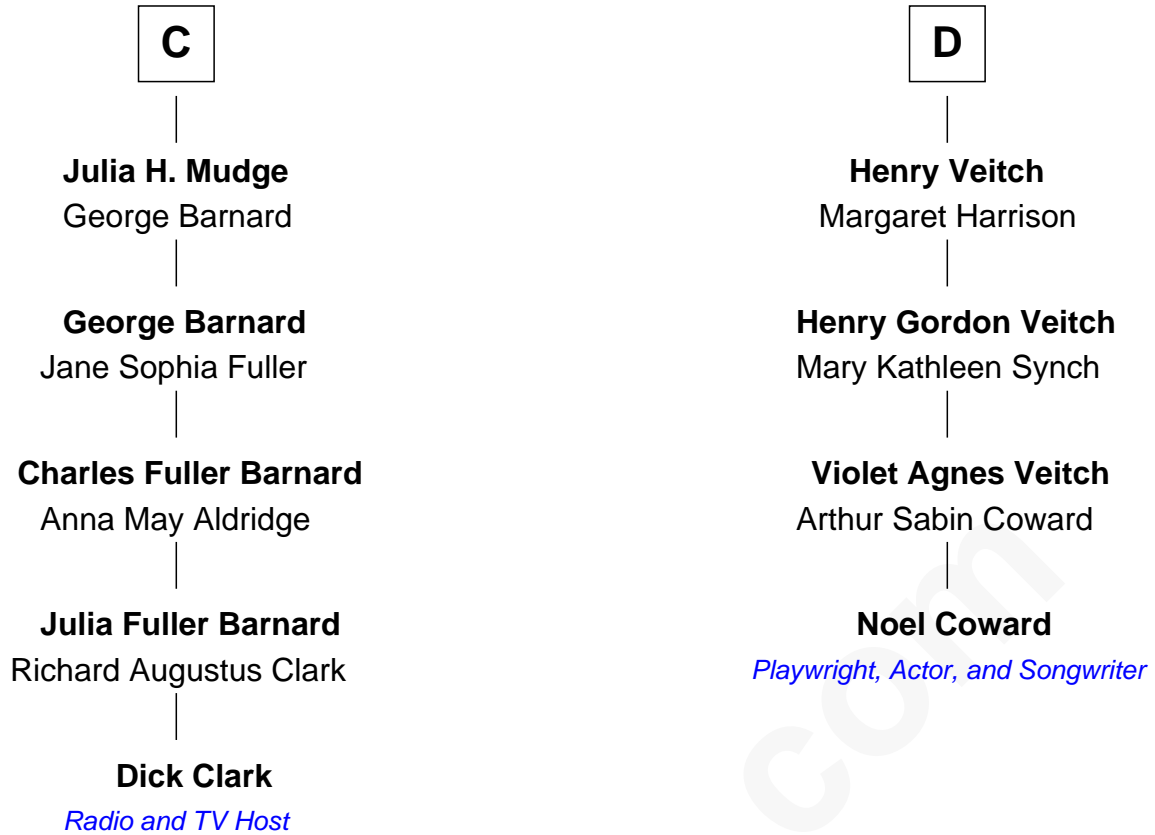 C
Julia H. Mudge
George Barnard
George Barnard
Jane Sophia Fuller
Charles Fuller Barnard
Anna May Aldridge
Julia Fuller Barnard
Richard Augustus Clark
Dick Clark
Radio and TV Host
D
Henry Veitch
Margaret Harrison
Henry Gordon Veitch
Mary Kathleen Synch
Violet Agnes Veitch
Arthur Sabin Coward
Noel Coward
Playwright, Actor, and Songwriter
com